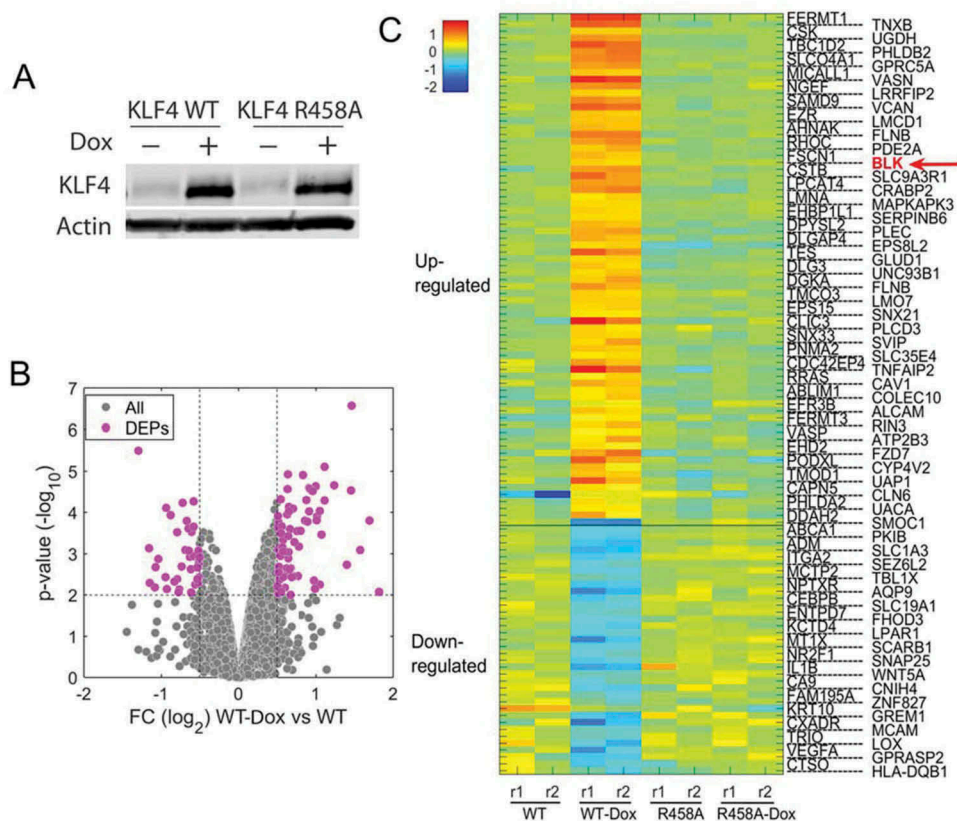 A
KLF4 WT KLF4 R458A
Dox − + − +
KLF4
Actin
B
7
6
5
4
3
2
1
0
-2 -1 0 1 2
All
DEPs
p-value (-log10)
FC (log2) WT-Dox vs WT
C
1
0
-1
-2
Up-
regulated
Down-
regulated
FERMT1
CSK
TBC1D2
SLCO4A1
MICALL1
NGEF
SAMD9
EZR
AHNAK
RHOC
FSCN1
CSTB
LPCAT4
LMNA
EHBP1L1
DPYSL2
DLGAP4
TES
DLG3
DGKA
TMCO3
EPS15
CLIC3
SNX33
PNMA2
CDC42EP4
RRAS
ABLIM1
EFR3B
FERMT3
VASP
EHD2
PODXL
TMOD1
CAPN5
PHLDA2
DDAH2
ABCA1
ADM
ITGA2
MCTP2
NPTXR
CEBPB
ENTPD7
KCTD4
MT1X
NR2F1
IL1B
CA9
FAM195A
KRT10
CXADR
TRIO
VEGFA
CTSO
TNXB
UGDH
PHLDB2
GPRC5A
VASN
LRRFIP2
VCAN
LMCD1
FLNB
PDE2A
BLK
SLC9A3R1
CRABP2
MAPKAPK3
SERPINB6
PLEC
EPS8L2
GLUD1
UNC93B1
FLNB
LMO7
SNX21
PLCD3
SVIP
SLC35E4
TNFAIP2
CAV1
COLEC10
ALCAM
RIN3
ATP2B3
FZD7
CYP4V2
UAP1
CLN6
UACA
SMOC1
PKIB
SLC1A3
SEZ6L2
TBL1X
AQP9
SLC19A1
FHOD3
LPAR1
SCARB1
SNAP25
WNT5A
CNIH4
ZNF827
GREM1
MCAM
LOX
GPRASP2
HLA-DQB1
r1 r2 r1 r2 r1 r2 r1 r2
WT WT-Dox R458A R458A-Dox